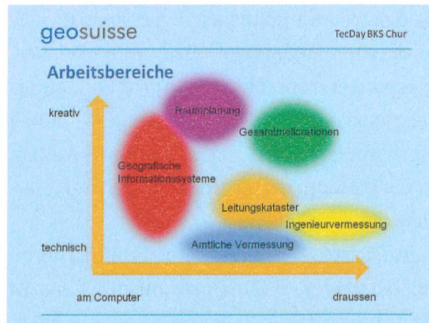 geosuisse
TecDay BKS Chur
Arbeitsbereiche
kreativ
Raumplanung
Gesamtmeliorationen
Geografische
Informationssysteme
Leitungskataster
Ingenieurvermessung
technisch
Amtliche Vermessung
am Computer
draussen